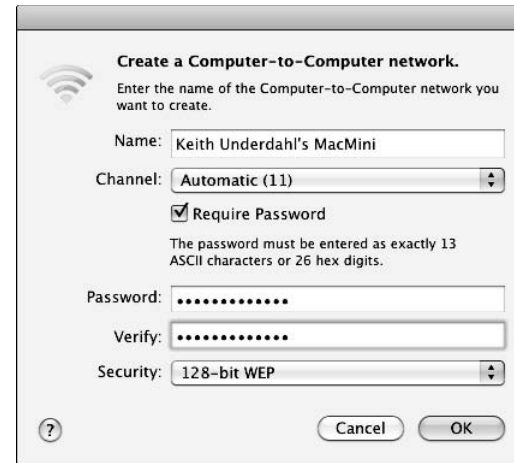 Create a Computer-to-Computer network.
Enter the name of the Computer-to-Computer network you
want to create.
Name: Keith Underdahl's MacMini
Channel: Automatic (11)
Require Password
The password must be entered as exactly 13
ASCII characters or 26 hex digits.
Password: •••••••••••••
Verify: •••••••••••••
Security: 128-bit WEP
? Cancel OK